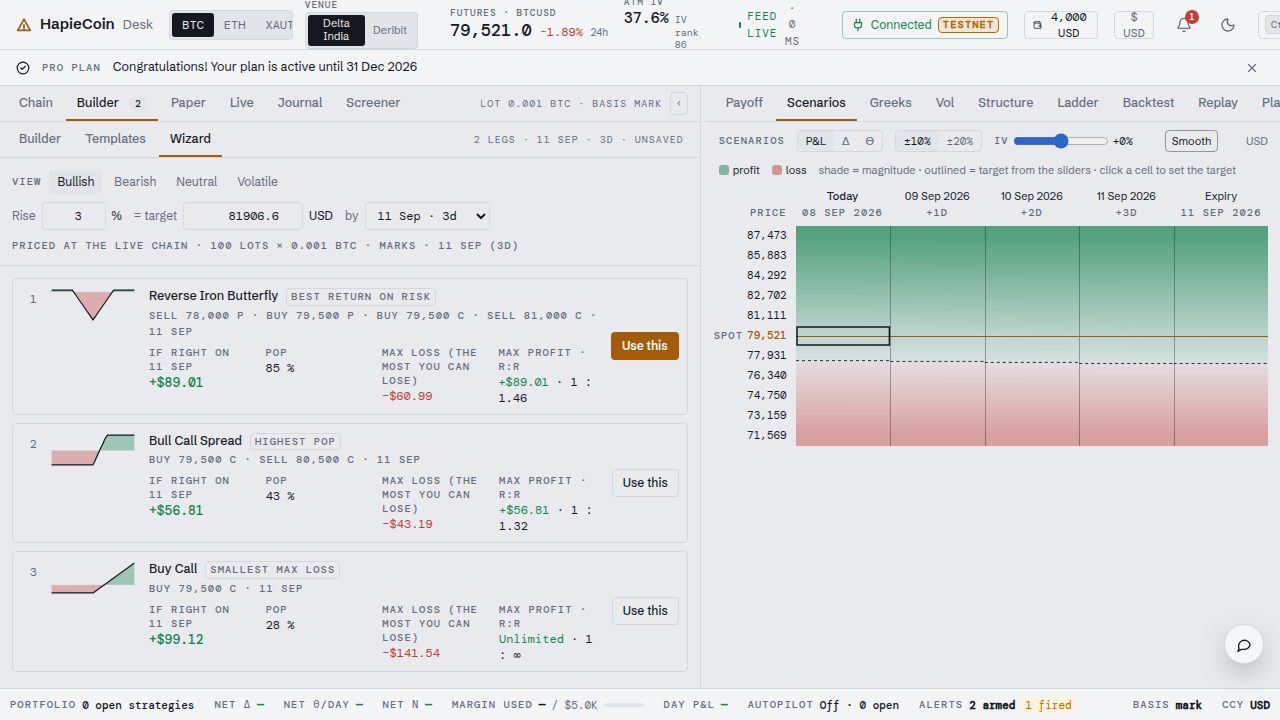 HapieCoin Desk
BTC ETH XAUT
VENUE
Delta India Deribit
FUTURES · BTCUSD
79,521.0 -1.89% 24h
ATM IV
37.6% IV rank 86
FEED LIVE · 0 MS
Connected TESTNET
4,000 USD
$ USD
1
PRO PLAN Congratulations! Your plan is active until 31 Dec 2026
Chain Builder 2 Paper Live Journal Screener
LOT 0.001 BTC · BASIS MARK
Builder Templates Wizard
2 LEGS · 11 SEP · 3D · UNSAVED
VIEW Bullish Bearish Neutral Volatile
Rise 3 % = target 81906.6 USD by 11 Sep · 3d
PRICED AT THE LIVE CHAIN · 100 LOTS × 0.001 BTC · MARKS · 11 SEP (3D)
1
Reverse Iron Butterfly BEST RETURN ON RISK
SELL 78,000 P · BUY 79,500 P · BUY 79,500 C · SELL 81,000 C ·
11 SEP
IF RIGHT ON 11 SEP
+$89.01
POP
85 %
MAX LOSS (THE MOST YOU CAN LOSE)
−$60.99
MAX PROFIT · R:R
+$89.01 · 1 : 1.46
Use this
2
Bull Call Spread HIGHEST POP
BUY 79,500 C · SELL 80,500 C · 11 SEP
IF RIGHT ON 11 SEP
+$56.81
POP
43 %
MAX LOSS (THE MOST YOU CAN LOSE)
−$43.19
MAX PROFIT · R:R
+$56.81 · 1 : 1.32
Use this
3
Buy Call SMALLEST MAX LOSS
BUY 79,500 C · 11 SEP
IF RIGHT ON 11 SEP
+$99.12
POP
28 %
MAX LOSS (THE MOST YOU CAN LOSE)
−$141.54
MAX PROFIT · R:R
Unlimited · 1 : ∞
Use this
Payoff Scenarios Greeks Vol Structure Ladder Backtest Replay
SCENARIOS P&L Δ Θ ±10% ±20% IV +0% Smooth USD
profit loss shade = magnitude · outlined = target from the sliders · click a cell to set the target
Today 09 Sep 2026 10 Sep 2026 11 Sep 2026 Expiry
PRICE 08 SEP 2026 +1D +2D +3D 11 SEP 2026
87,473
85,883
84,292
82,702
81,111
SPOT 79,521
77,931
76,340
74,750
73,159
71,569
PORTFOLIO 0 open strategies NET Δ — NET Θ/DAY — NET N — MARGIN USED — / $5.0K DAY P&L — AUTOPILOT Off · 0 open ALERTS 2 armed 1 fired BASIS mark CCY USD